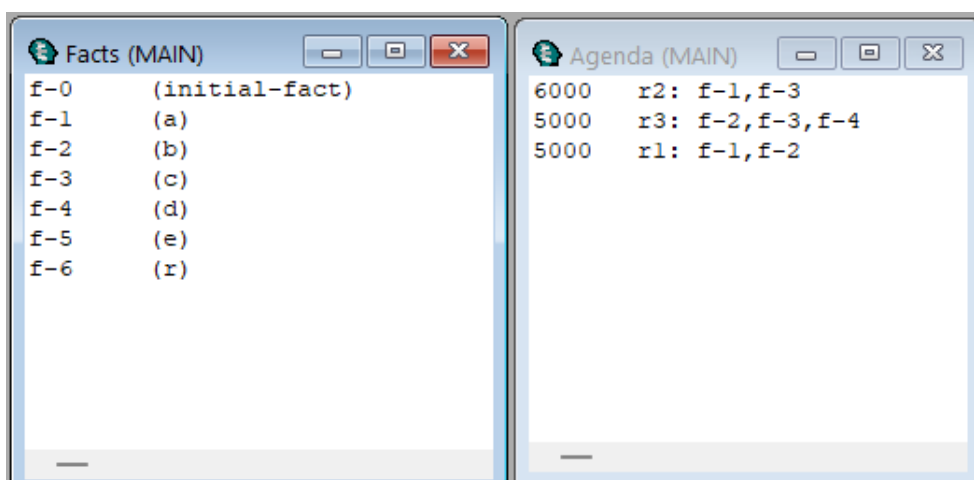 Facts (MAIN)
f-0 (initial-fact)
f-1 (a)
f-2 (b)
f-3 (c)
f-4 (d)
f-5 (e)
f-6 (r)
Agenda (MAIN)
6000 r2: f-1,f-3
5000 r3: f-2,f-3,f-4
5000 r1: f-1,f-2